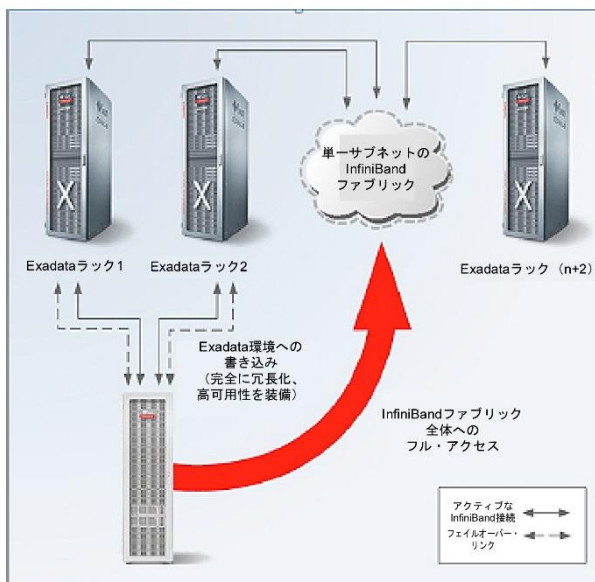 単一サブネットの
InfiniBand
ファブリック
Exadataラック1
Exadataラック2
Exadataラック（n+2）
Exadata環境への
書き込み
（完全に冗長化、
高可用性を装備）
InfiniBandファブリック
全体への
フル・アクセス
アクティブな
InfiniBand接続
フェイルオーバー・
リンク
X
X
X